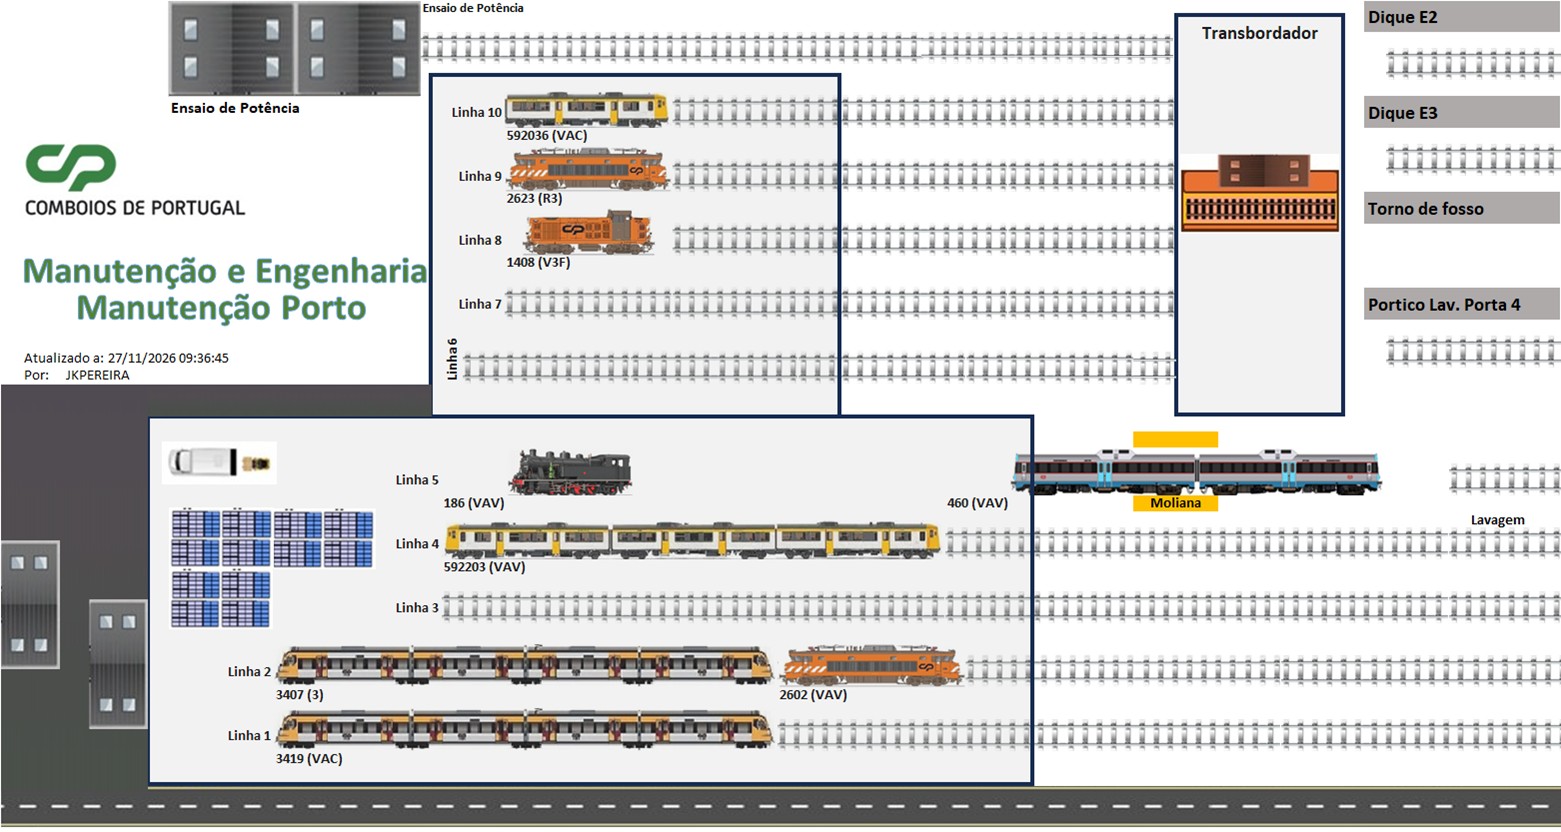 Ensaio de Potência
Transbordador
Dique E2
Ensaio de Potência
Linha 10
592036 (VAC)
Dique E3
CP
COMBOIOS DE PORTUGAL
Linha 9
2623 (R3)
Torno de fosso
Linha 8
1408 (V3F)
Manutenção e Engenharia
Manutenção Porto
Linha 7
Portico Lav. Porta 4
Atualizado a: 27/11/2026 09:36:45
Por: JKPEREIRA
Linha 6
Linha 5
186 (VAV)
460 (VAV)
Moliana
Lavagem
Linha 4
592203 (VAV)
Linha 3
Linha 2
3407 (3)
2602 (VAV)
Linha 1
3419 (VAC)